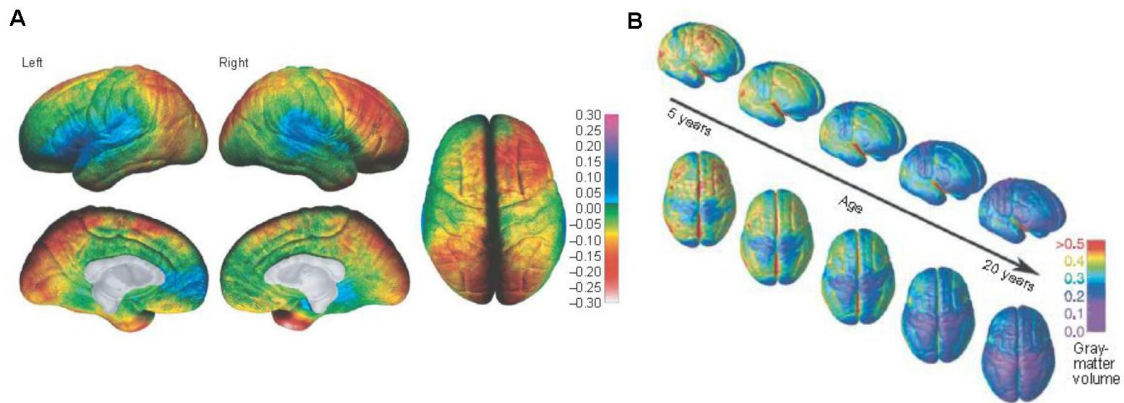 A
Left
Right
0.30
0.25
0.20
0.15
0.10
0.05
0.00
−0.05
−0.10
−0.15
−0.20
−0.25
−0.30
B
5 years
Age
20 years
>0.5
0.4
0.3
0.2
0.1
0.0
Gray-
matter
volume